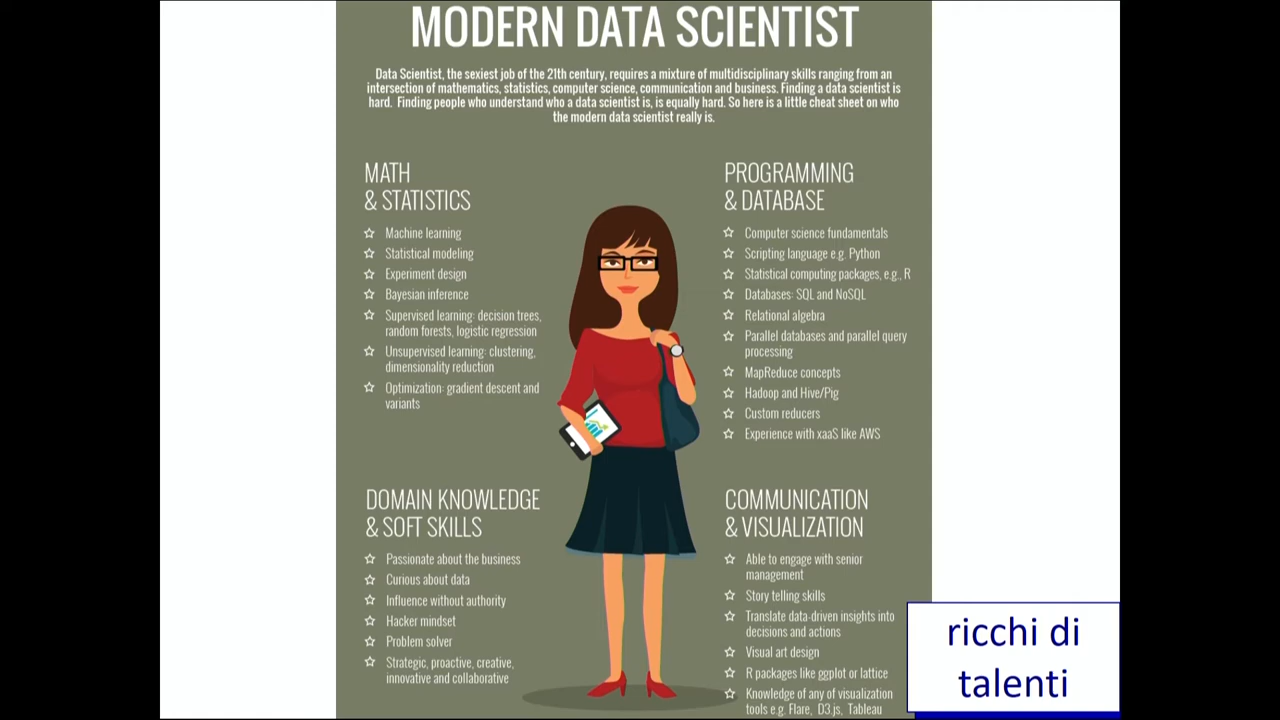 MODERN DATA SCIENTIST
Data Scientist, the sexiest job of the 21th century, requires a mixture of multidisciplinary skills ranging from an
intersection of mathematics, statistics, computer science, communication and business. Finding a data scientist is
hard. Finding people who understand who a data scientist is, is equally hard. So here is a little cheat sheet on who
the modern data scientist really is.
MATH
& STATISTICS
Machine learning
Statistical modeling
Experiment design
Bayesian inference
Supervised learning: decision trees,
random forests, logistic regression
Unsupervised learning: clustering,
dimensionality reduction
Optimization: gradient descent and
variants
PROGRAMMING
& DATABASE
Computer science fundamentals
Scripting language e.g. Python
Statistical computing packages, e.g., R
Databases: SQL and NoSQL
Relational algebra
Parallel databases and parallel query
processing
MapReduce concepts
Hadoop and Hive/Pig
Custom reducers
Experience with xaaS like AWS
DOMAIN KNOWLEDGE
& SOFT SKILLS
Passionate about the business
Curious about data
Influence without authority
Hacker mindset
Problem solver
Strategic, proactive, creative,
innovative and collaborative
COMMUNICATION
& VISUALIZATION
Able to engage with senior
management
Story telling skills
Translate data-driven insights into
decisions and actions
Visual art design
R packages like ggplot or lattice
Knowledge of any of visualization
tools e.g. Flare, D3.js, Tableau
ricchi di
talenti